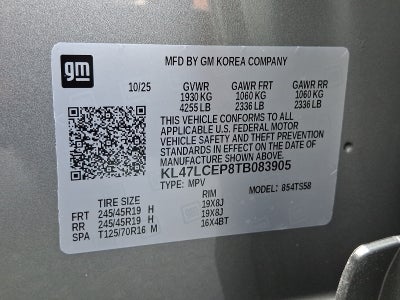 gm
MFD BY GM KOREA COMPANY
10/25 GVWR GAWR FRT GAWR RR
1930 KG 1060 KG 1060 KG
4255 LB 2336 LB 2336 LB
THIS VEHICLE CONFORMS TO ALL
APPLICABLE U.S. FEDERAL MOTOR
VEHICLE SAFETY AND THEFT PREVENTION
STANDARDS IN EFFECT ON THE DATE OF
MANUFACTURE SHOWN ABOVE.
KL47LCEP8TB083905
TYPE: MPV MODEL: 854TS58
TIRE SIZE RIM
FRT 245/45R19 H 19X8J
RR 245/45R19 H 19X8J
SPA T125/70R16 M 16X4BT